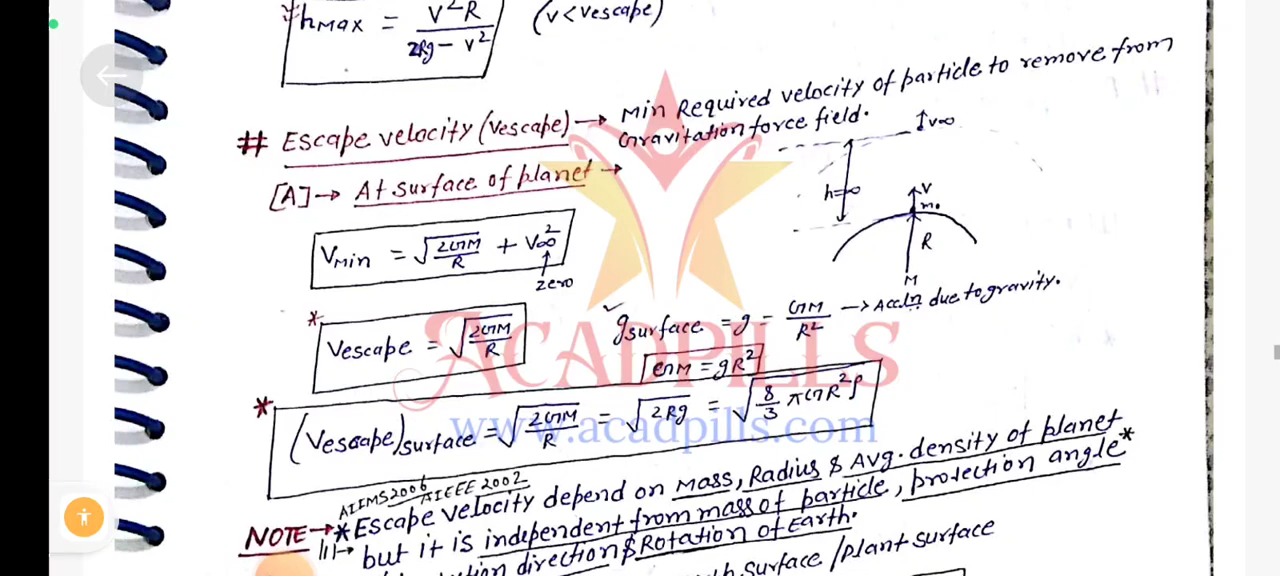 hMAX = V²R / 2Rg - V² (V < Vescape)
# Escape velocity (Vescape) → Min Required velocity of particle to remove from
Gravitation force field.
[A] → At surface of planet →
↑V∞
h=∞
V
m₀
R
M
VMin = √(2GM/R + V∞²)
zero
* Vescape = √(2GM/R)
gsurface = g = GM/R² → Accln due to gravity.
GM = gR²
ACADPILLS
www.acadpills.com
* (Vescape)surface = √(2GM/R) = √(2Rg) = √(8/3 πGR²ρ)
AIIMS 2006 AIEEE 2002
NOTE → * Escape velocity depend on Mass, Radius & Avg. density of planet
(1) → but it is independent from mass of particle, projection angle *
direction & Rotation of Earth.
surface / plant surface